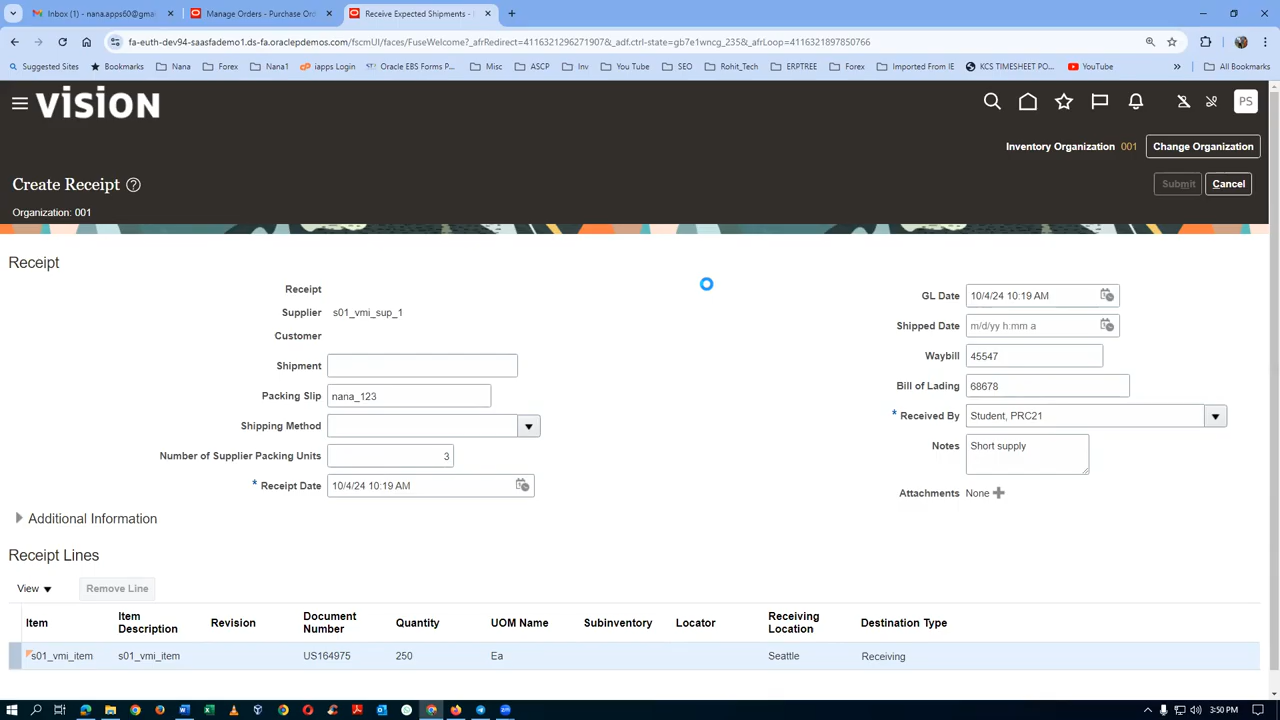 Inbox (1) - nana.apps60@gmai
Manage Orders - Purchase Ord
Receive Expected Shipments -
fa-euth-dev94-saasfademo1.ds-fa.oraclepdemos.com/fscmUI/faces/FuseWelcome?_afrRedirect=4116321296271907&_adf.ctrl-state=gb7e1wncg_235&_afrLoop=4116321897850766
Suggested Sites
Bookmarks
Nana
Forex
Nana1
iapps Login
Oracle EBS Forms P...
Misc
ASCP
Inv
You Tube
SEO
Rohit_Tech
ERPTREE
Forex
Imported From IE
KCS TIMESHEET PO...
YouTube
»
All Bookmarks
VISION
PS
Inventory Organization 001 Change Organization
Create Receipt ?
Submit Cancel
Organization: 001
Receipt
Receipt
Supplier s01_vmi_sup_1
Customer
Shipment
Packing Slip nana_123
Shipping Method
Number of Supplier Packing Units 3
* Receipt Date 10/4/24 10:19 AM
GL Date 10/4/24 10:19 AM
Shipped Date m/d/yy h:mm a
Waybill 45547
Bill of Lading 68678
* Received By Student, PRC21
Notes Short supply
Attachments None
Additional Information
Receipt Lines
View Remove Line
Item Item Description Revision Document Number Quantity UOM Name Subinventory Locator Receiving Location Destination Type
s01_vmi_item s01_vmi_item US164975 250 Ea Seattle Receiving
3:50 PM